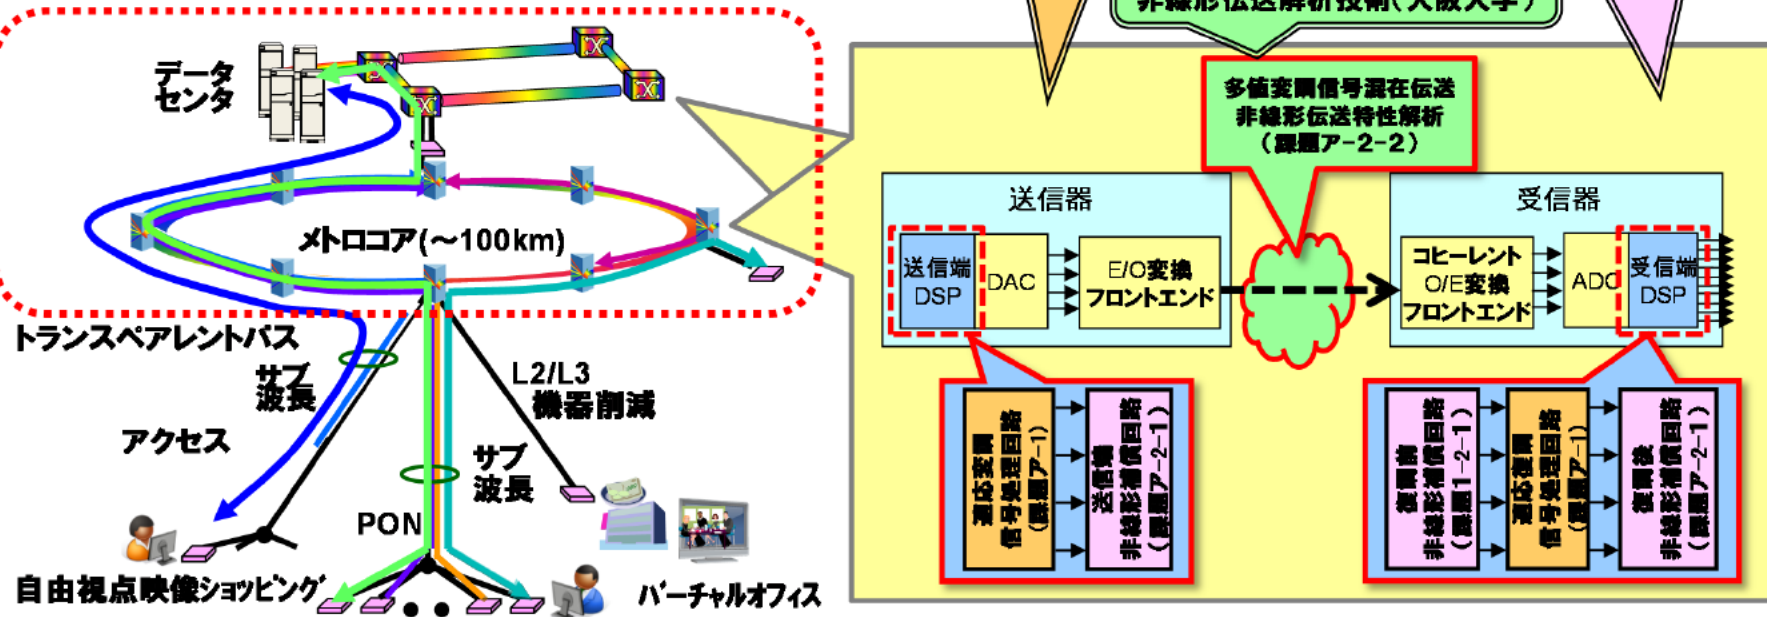 非線形伝送解析技術(大阪大学)
データ
センタ
メトロコア(～100km)
トランスペアレントパス
サブ
波長
アクセス
L2/L3
機器削減
サブ
波長
PON
自由視点映像ショッピング
バーチャルオフィス
多値変調信号混在伝送
非線形伝送特性解析
(課題ア-2-2)
送信器
送信端
DSP
DAC
E/O変換
フロントエンド
受信器
コヒーレント
O/E変換
フロントエンド
ADC
受信端
DSP
適応変調
信号処理回路
(課題ア-1)
送信端
非線形補償回路
(課題ア-2-1)
復調前
非線形補償回路
(課題1-2-1)
適応復調
信号処理回路
(課題ア-1)
復調後
非線形補償回路
(課題ア-2-1)